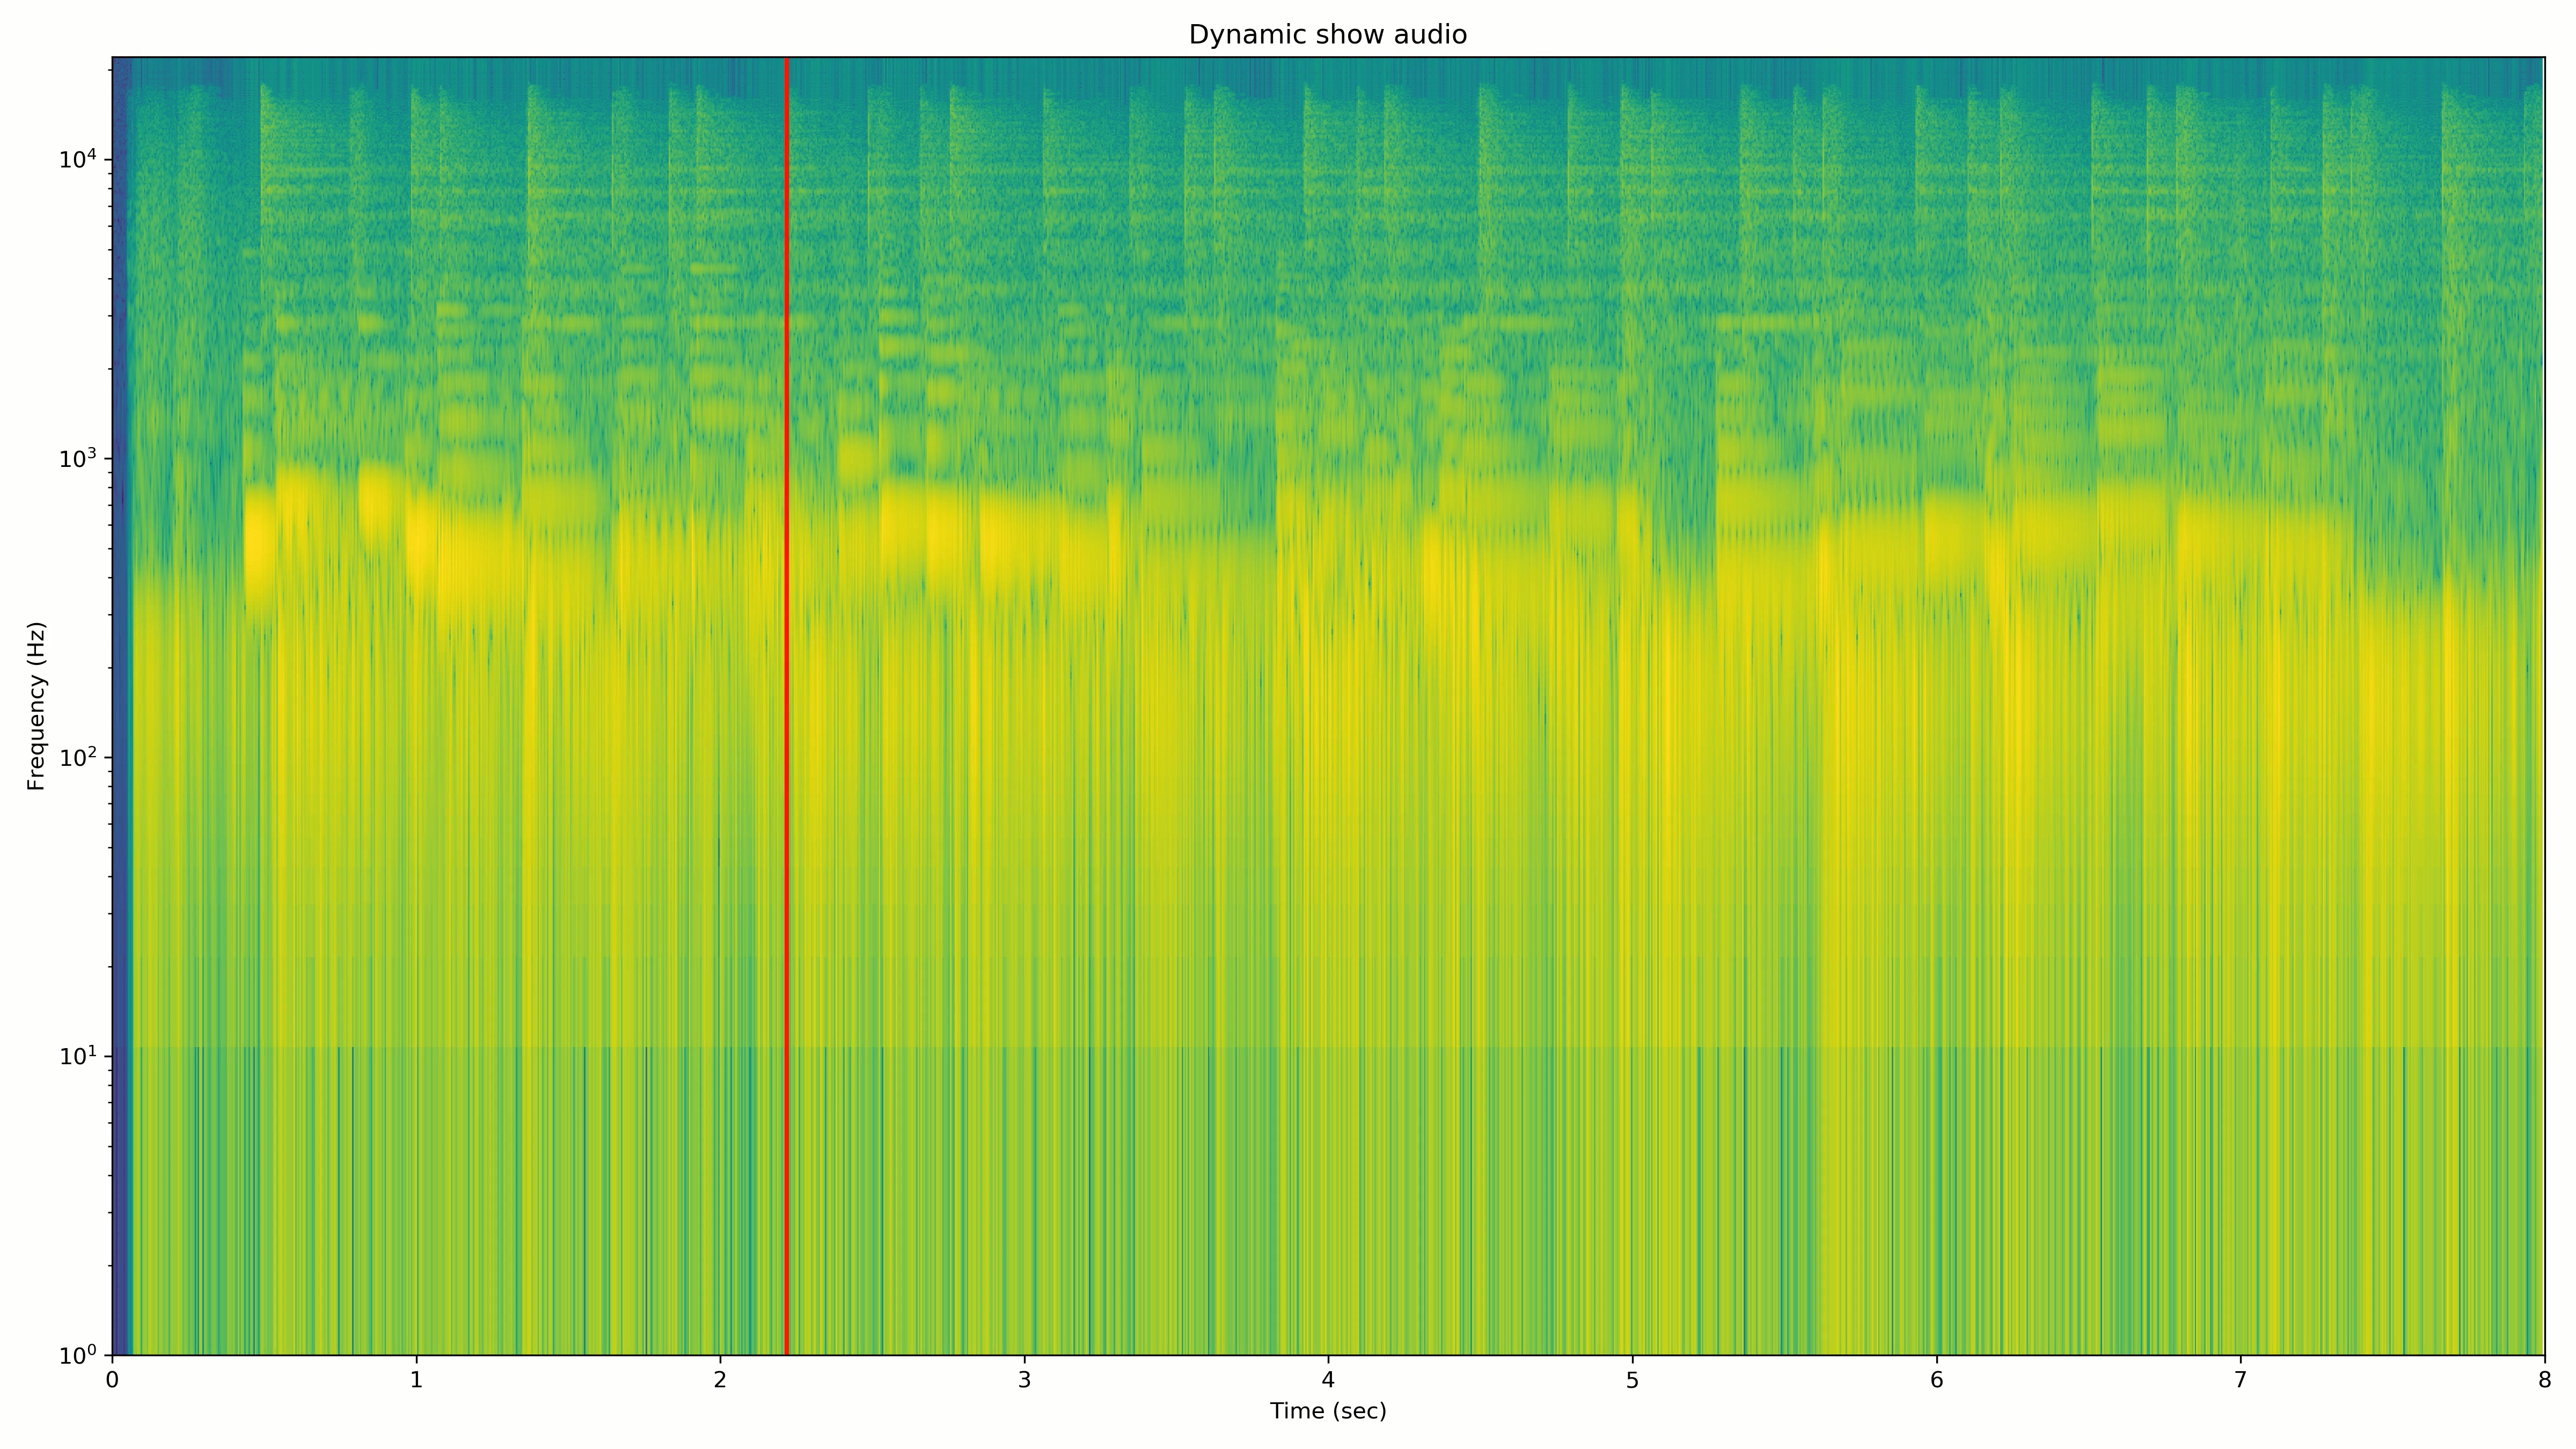 Dynamic show audio
Frequency (Hz)
10⁴
10³
10²
10¹
10⁰
0 1 2 3 4 5 6 7 8
Time (sec)